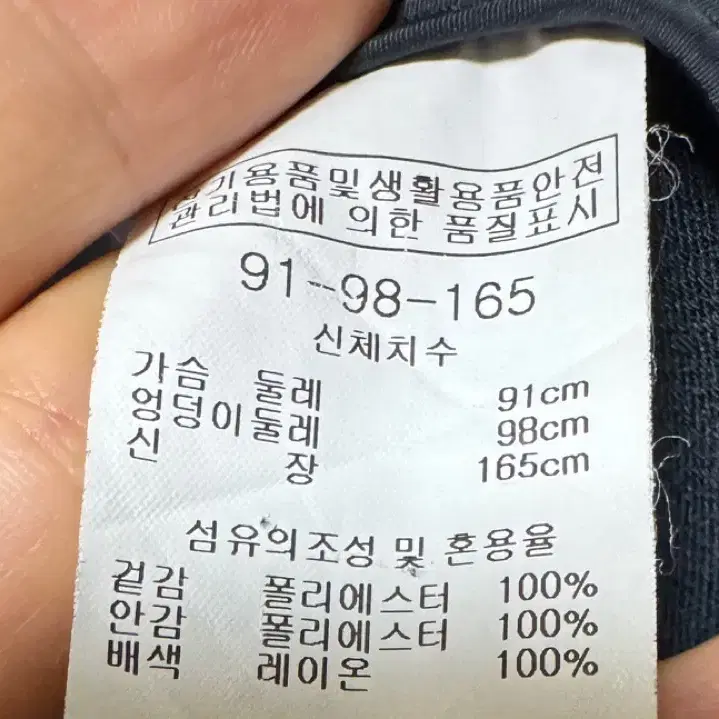 전기용품및생활용품안전
관리법에 의한 품질표시
91-98-165
신체치수
가슴 둘레 91cm
엉덩이둘레 98cm
신 장 165cm
섬유의조성 및 혼용율
겉감 폴리에스터 100%
안감 폴리에스터 100%
배색 레이온 100%